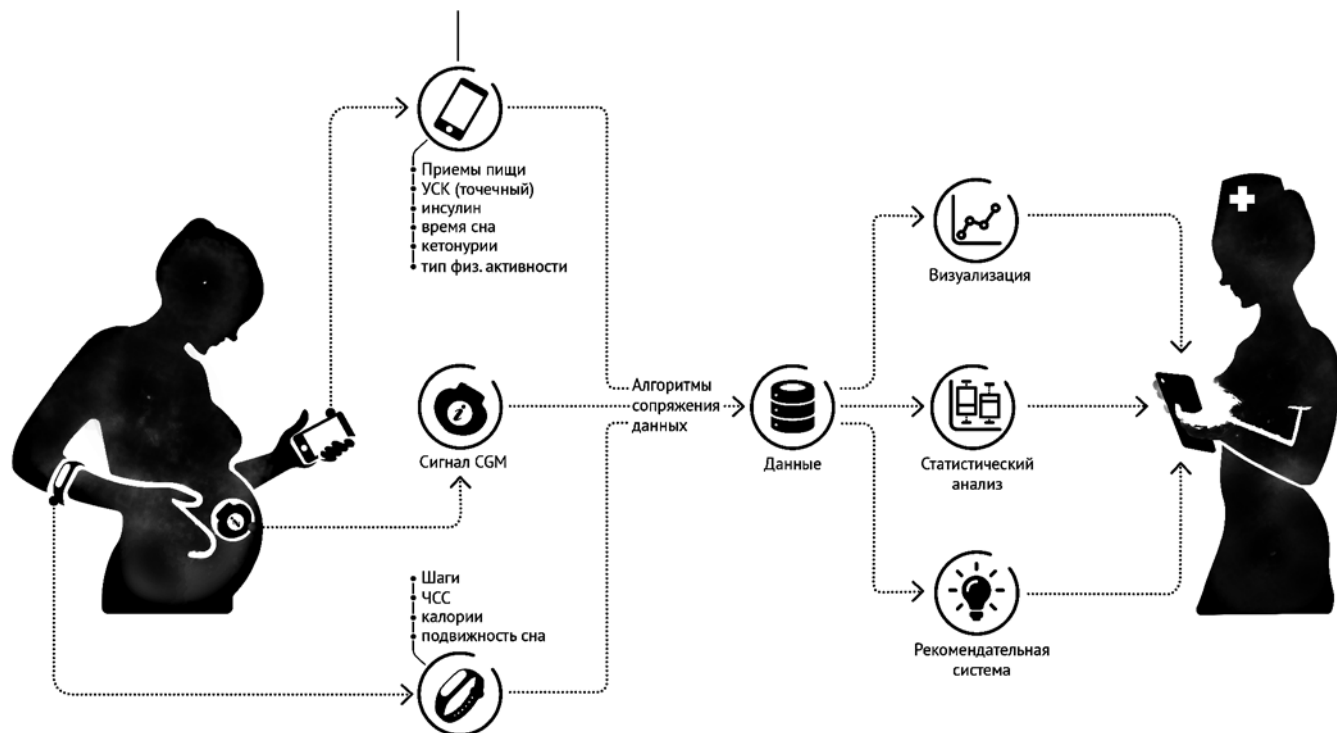 Приемы пищи
УСК (точечный)
инсулин
время сна
кетонурии
тип физ. активности
Визуализация
Алгоритмы
сопряжения
данных
Сигнал CGM
Данные
Статистический
анализ
Шаги
ЧСС
калории
подвижность сна
Рекомендательная
система